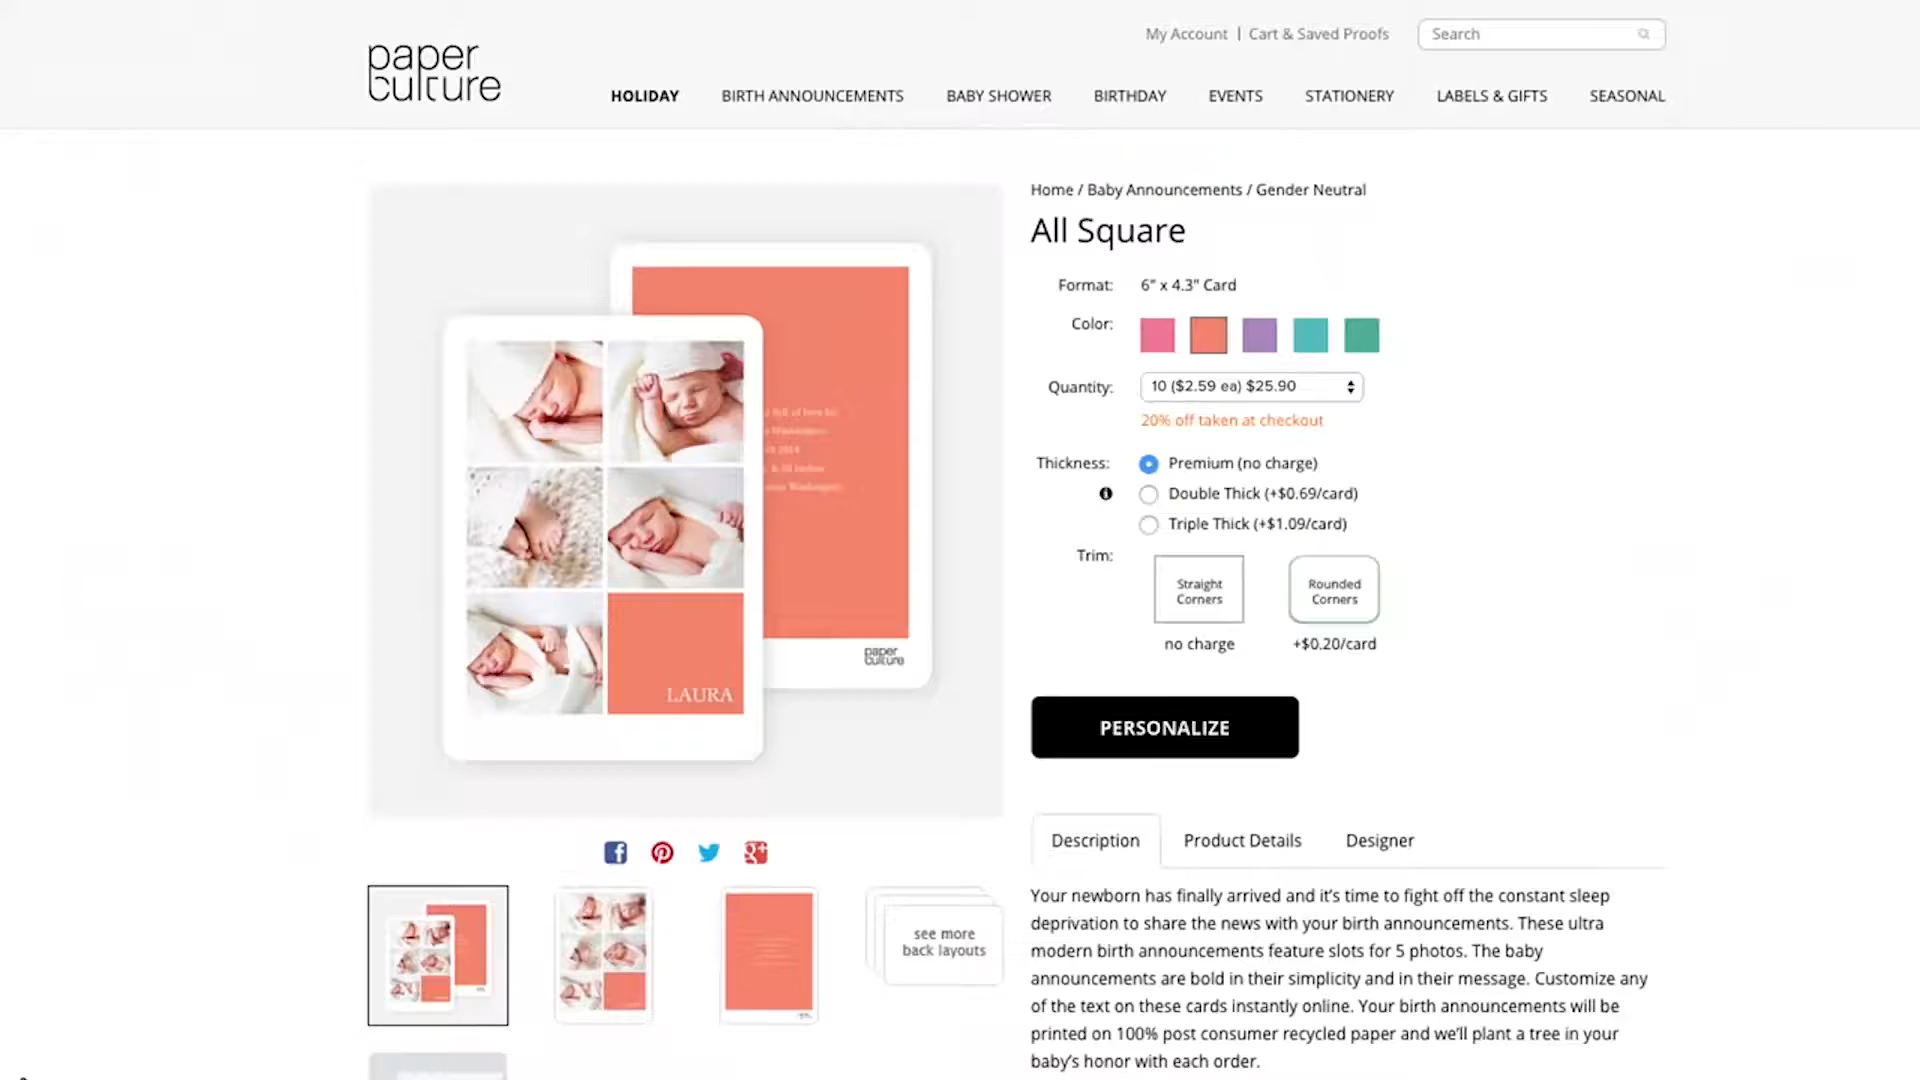 My Account | Cart & Saved Proofs
Search
paper
culture
HOLIDAY BIRTH ANNOUNCEMENTS BABY SHOWER BIRTHDAY EVENTS STATIONERY LABELS & GIFTS SEASONAL
Home / Baby Announcements / Gender Neutral
All Square
Format: 6" x 4.3" Card
Color:
Quantity: 10 ($2.59 ea) $25.90
20% off taken at checkout
Thickness: Premium (no charge)
Double Thick (+$0.69/card)
Triple Thick (+$1.09/card)
Trim:
Straight
Corners
no charge
Rounded
Corners
+$0.20/card
PERSONALIZE
LAURA
paper
culture
see more
back layouts
Description Product Details Designer
Your newborn has finally arrived and it's time to fight off the constant sleep
deprivation to share the news with your birth announcements. These ultra
modern birth announcements feature slots for 5 photos. The baby
announcements are bold in their simplicity and in their message. Customize any
of the text on these cards instantly online. Your birth announcements will be
printed on 100% post consumer recycled paper and we'll plant a tree in your
baby's honor with each order.